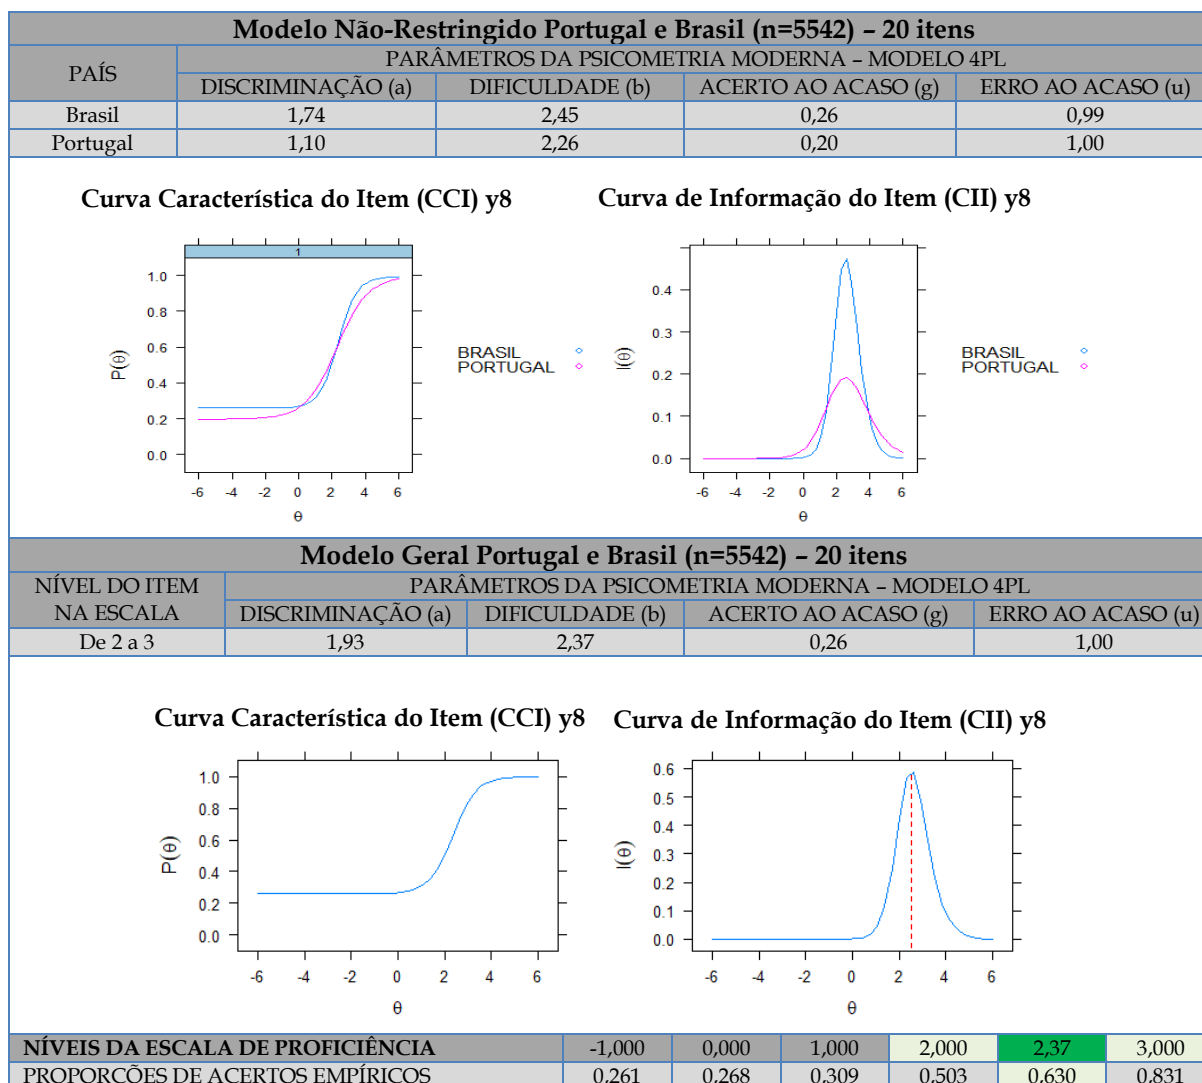 Modelo Não-Restringido Portugal e Brasil (n=5542) – 20 itens
PAÍS
PARÂMETROS DA PSICOMETRIA MODERNA – MODELO 4PL
DISCRIMINAÇÃO (a) DIFICULDADE (b) ACERTO AO ACASO (g) ERRO AO ACASO (u)
Brasil 1,74 2,45 0,26 0,99
Portugal 1,10 2,26 0,20 1,00
Curva Característica do Item (CCI) y8
1
1.0
0.8
0.6
0.4
0.2
0.0
P(θ)
-6 -4 -2 0 2 4 6
θ
BRASIL
PORTUGAL
Curva de Informação do Item (CII) y8
0.4
0.3
0.2
0.1
0.0
I(θ)
-6 -4 -2 0 2 4 6
θ
BRASIL
PORTUGAL
Modelo Geral Portugal e Brasil (n=5542) – 20 itens
NÍVEL DO ITEM
NA ESCALA
PARÂMETROS DA PSICOMETRIA MODERNA – MODELO 4PL
DISCRIMINAÇÃO (a) DIFICULDADE (b) ACERTO AO ACASO (g) ERRO AO ACASO (u)
De 2 a 3 1,93 2,37 0,26 1,00
Curva Característica do Item (CCI) y8
1.0
0.8
0.6
0.4
0.2
0.0
P(θ)
-6 -4 -2 0 2 4 6
θ
Curva de Informação do Item (CII) y8
0.6
0.5
0.4
0.3
0.2
0.1
0.0
I(θ)
-6 -4 -2 0 2 4 6
θ
NÍVEIS DA ESCALA DE PROFICIÊNCIA -1,000 0,000 1,000 2,000 2,37 3,000
PROPORÇÕES DE ACERTOS EMPÍRICOS 0,261 0,268 0,309 0,503 0,630 0,831